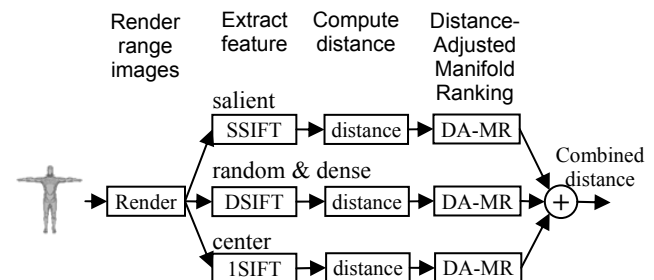 Render
range
images
Extract
feature
Compute
distance
Distance-
Adjusted
Manifold
Ranking
salient
SSIFT
distance
DA-MR
Combined
distance
random & dense
Render
DSIFT
distance
DA-MR
+
center
1SIFT
distance
DA-MR